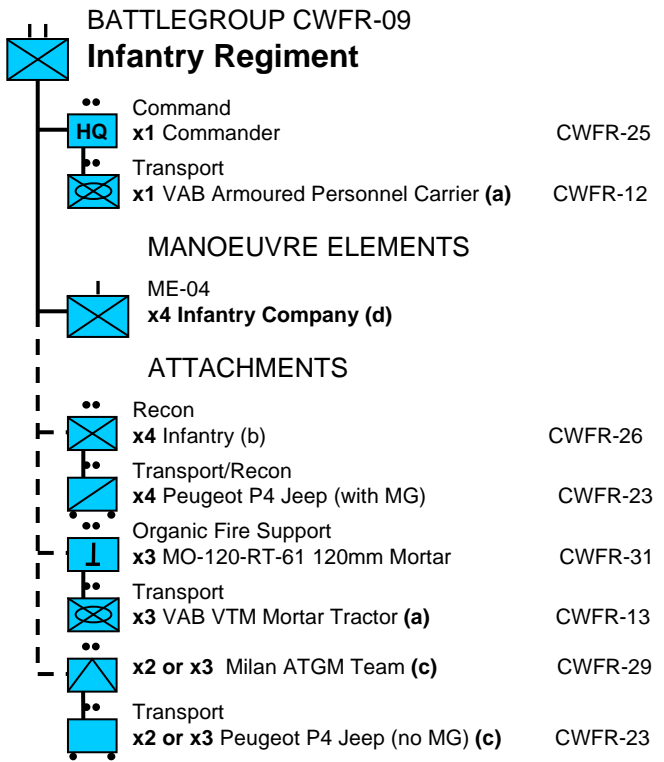 BATTLEGROUP CWFR-09
Infantry Regiment
Command
HQ x1 Commander CWFR-25
Transport
x1 VAB Armoured Personnel Carrier (a) CWFR-12
MANOEUVRE ELEMENTS
ME-04
x4 Infantry Company (d)
ATTACHMENTS
Recon
x4 Infantry (b) CWFR-26
Transport/Recon
x4 Peugeot P4 Jeep (with MG) CWFR-23
Organic Fire Support
x3 MO-120-RT-61 120mm Mortar CWFR-31
Transport
x3 VAB VTM Mortar Tractor (a) CWFR-13
x2 or x3 Milan ATGM Team (c) CWFR-29
Transport
x2 or x3 Peugeot P4 Jeep (no MG) (c) CWFR-23